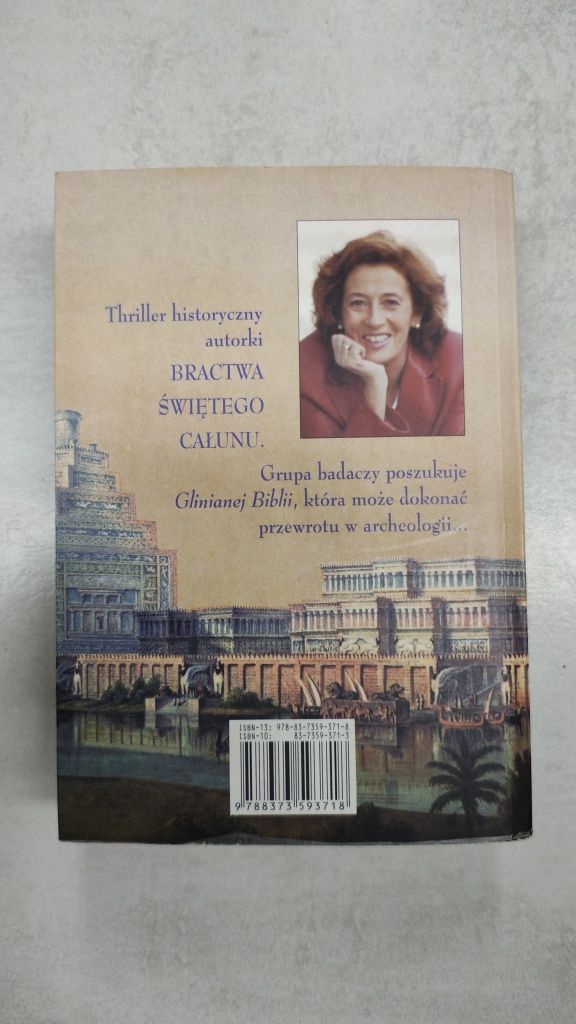 Thriller historyczny
autorki
BRACTWA
ŚWIĘTEGO
CAŁUNU.
Grupa badaczy poszukuje
Glinianej Biblii, która może dokonać
przewrotu w archeologii...
ISBN-13: 978-83-7359-371-8
ISBN-10: 83-7359-371-3
9 788373 593718